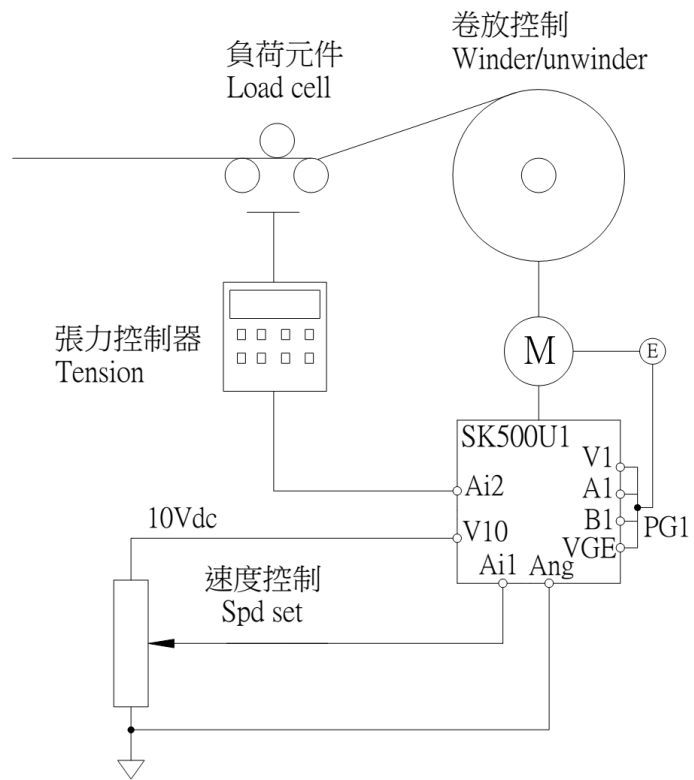 卷放控制
Winder/unwinder
負荷元件
Load cell
張力控制器
Tension
M
E
SK500U1
V1
A1
B1
VGE
PG1
Ai2
V10
Ai1
Ang
10Vdc
速度控制
Spd set